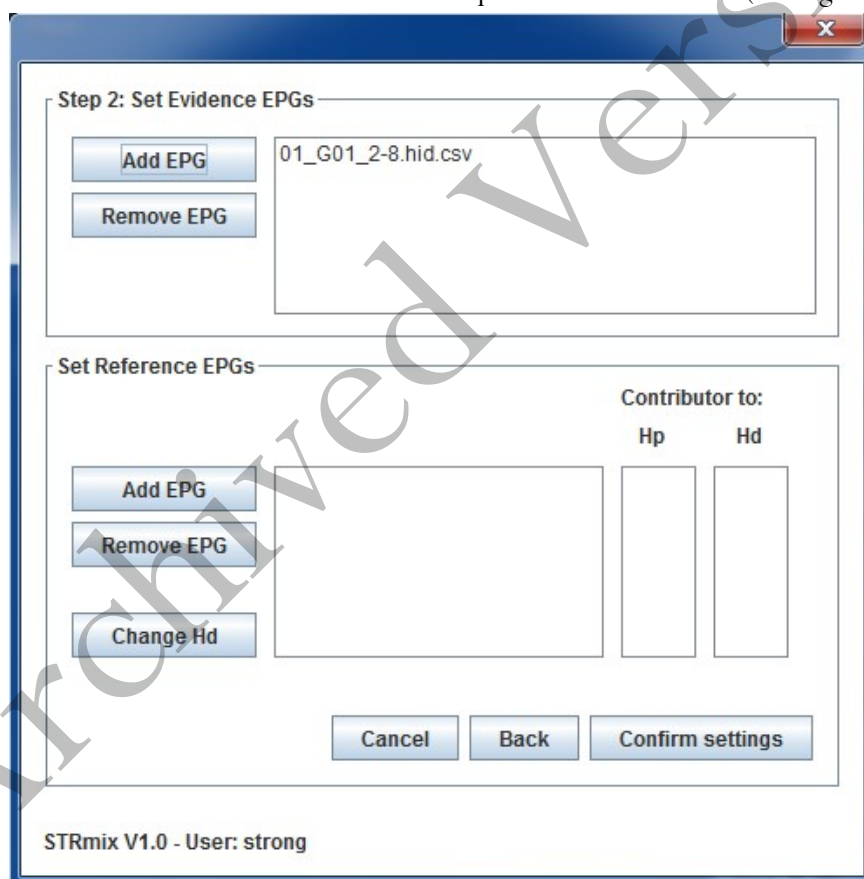 X
Step 2: Set Evidence EPGs
Add EPG
01_G01_2-8.hid.csv
Remove EPG
Set Reference EPGs
Contributor to:
Hp Hd
Add EPG
Remove EPG
Change Hd
Cancel Back Confirm settings
STRmix V1.0 - User: strong